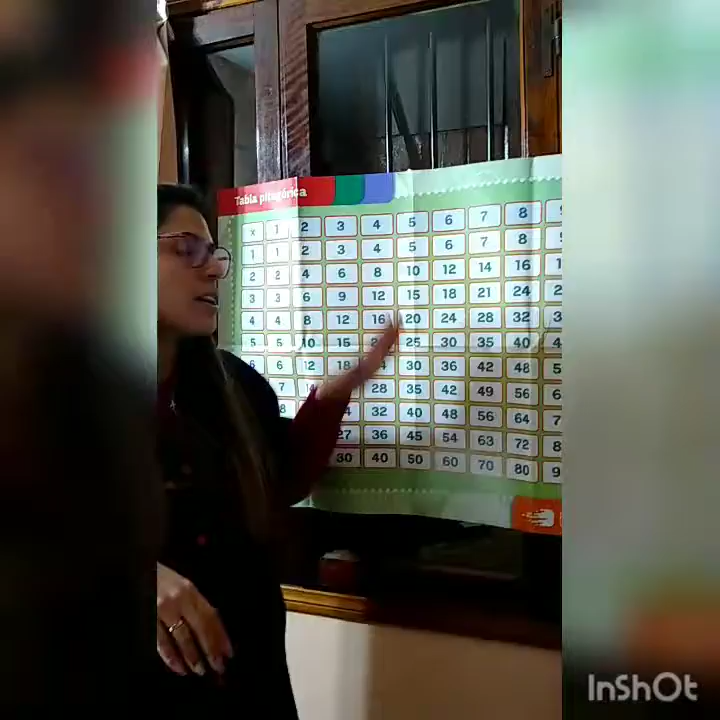 Tabla pitagórica
x 1 2 3 4 5 6 7 8
1 1 2 3 4 5 6 7 8
2 2 4 6 8 10 12 14 16
3 3 6 9 12 15 18 21 24
4 4 8 12 16 20 24 28 32
5 5 10 15 25 30 35 40
6 6 12 18 30 36 42 48
7 28 35 42 49 56
8 32 40 48 56 64
27 36 45 54 63 72
30 40 50 60 70 80
InShOt